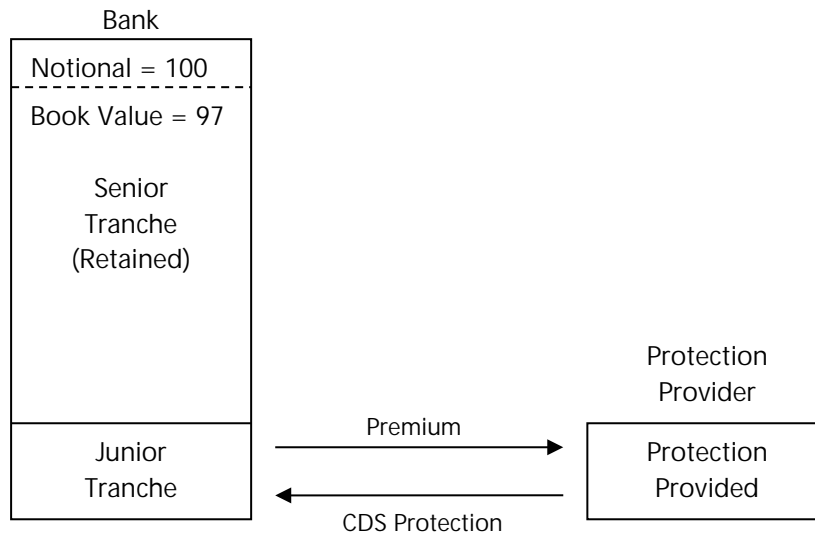 Bank
Notional = 100
Book Value = 97
Senior
Tranche
(Retained)
Protection
Provider
Junior
Tranche
Premium
CDS Protection
Protection
Provided